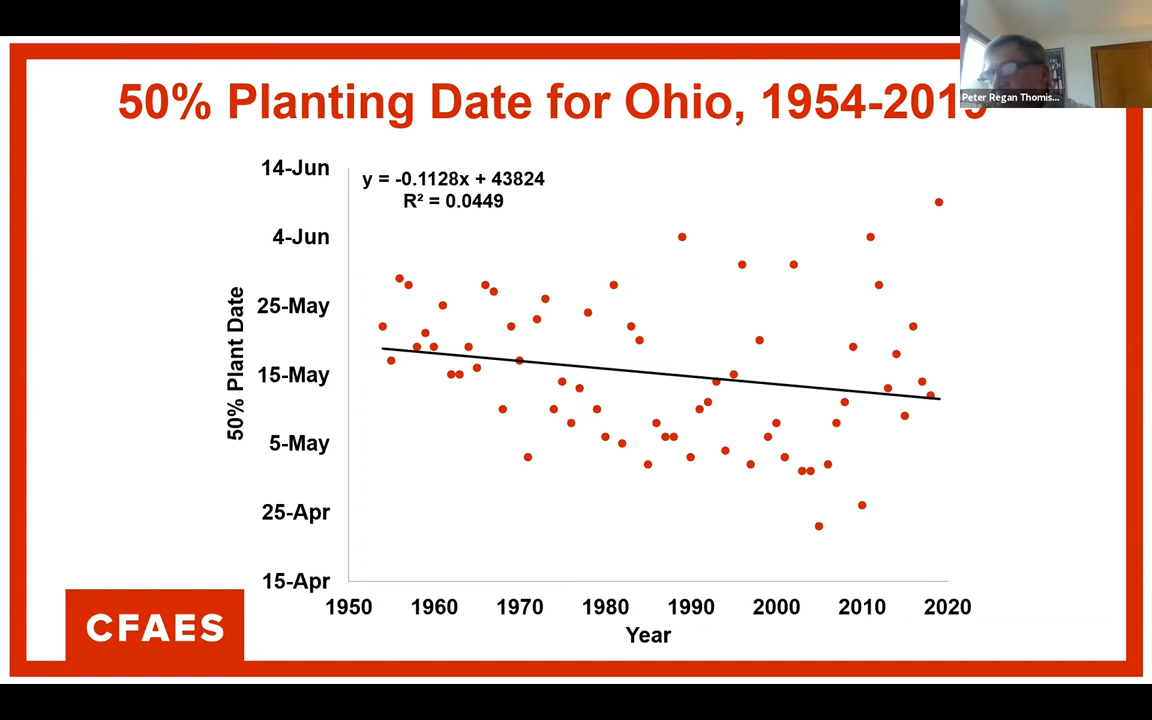 50% Planting Date for Ohio, 1954-2019
Peter Regan Thomis...
y = -0.1128x + 43824
R² = 0.0449
14-Jun
4-Jun
25-May
15-May
5-May
25-Apr
15-Apr
50% Plant Date
1950 1960 1970 1980 1990 2000 2010 2020
Year
CFAES